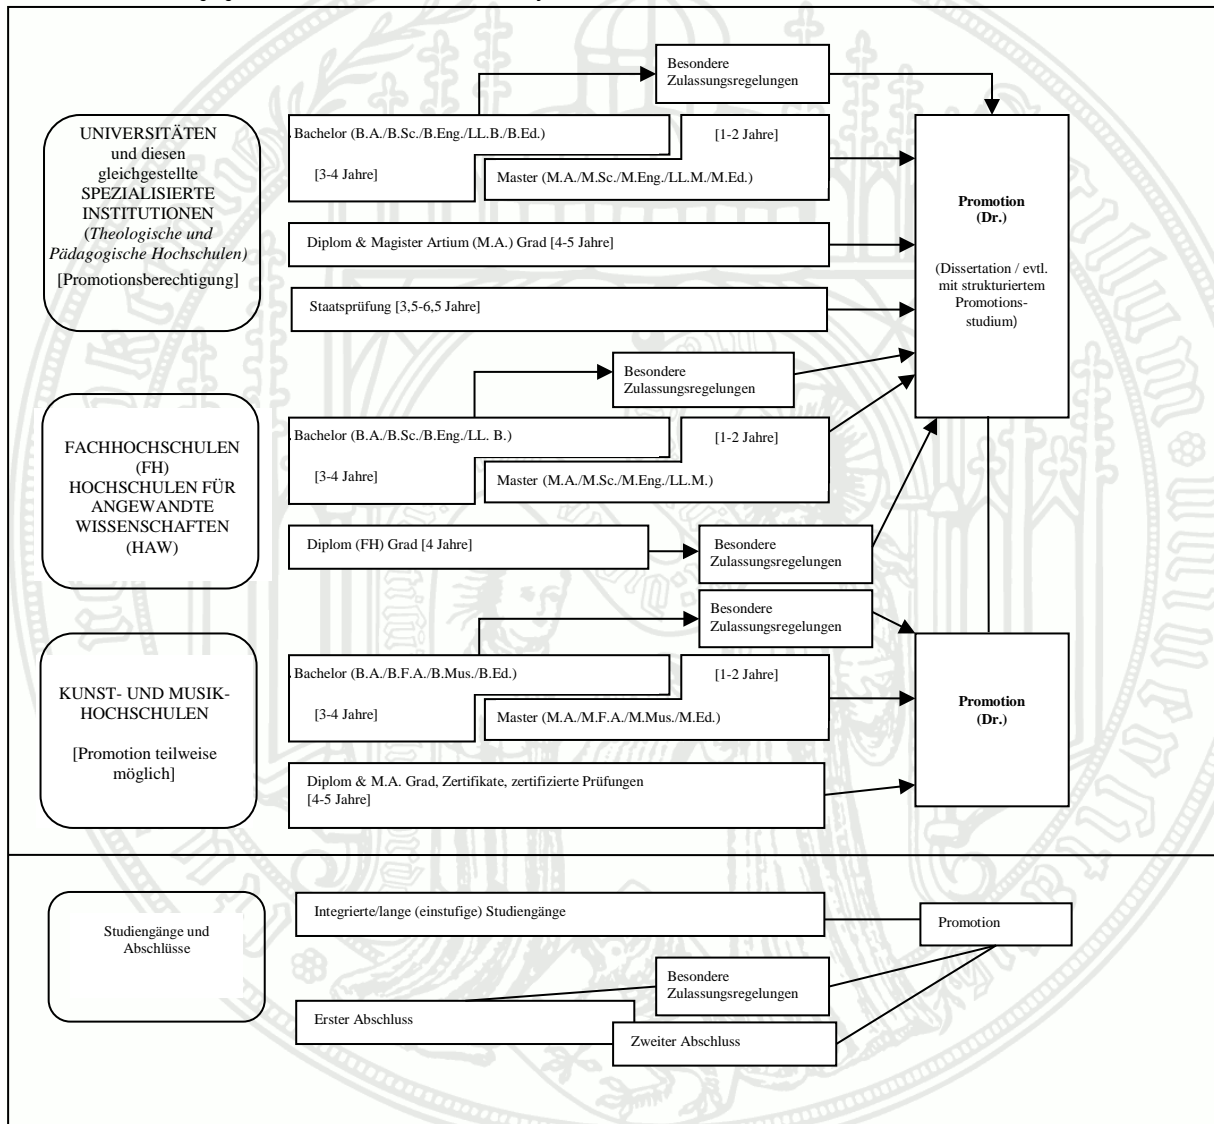 Besondere
Zulassungsregelungen
UNIVERSITÄTEN
und diesen
gleichgestellte
SPEZIALISIERTE
INSTITUTIONEN
(Theologische und
Pädagogische Hochschulen)
[Promotionsberechtigung]
Bachelor (B.A./B.Sc./B.Eng./LL.B./B.Ed.)
[1-2 Jahre]
[3-4 Jahre]
Master (M.A./M.Sc./M.Eng./LL.M./M.Ed.)
Diplom & Magister Artium (M.A.) Grad [4-5 Jahre]
Staatsprüfung [3,5-6,5 Jahre]
Promotion
(Dr.)
(Dissertation / evtl.
mit strukturiertem
Promotions-
studium)
Besondere
Zulassungsregelungen
FACHHOCHSCHULEN
(FH)
HOCHSCHULEN FÜR
ANGEWANDTE
WISSENSCHAFTEN
(HAW)
Bachelor (B.A./B.Sc./B.Eng./LL. B.)
[1-2 Jahre]
[3-4 Jahre]
Master (M.A./M.Sc./M.Eng./LL.M.)
Diplom (FH) Grad [4 Jahre]
Besondere
Zulassungsregelungen
Besondere
Zulassungsregelungen
KUNST- UND MUSIK-
HOCHSCHULEN
[Promotion teilweise
möglich]
Bachelor (B.A./B.F.A./B.Mus./B.Ed.)
[1-2 Jahre]
[3-4 Jahre]
Master (M.A./M.F.A./M.Mus./M.Ed.)
Diplom & M.A. Grad, Zertifikate, zertifizierte Prüfungen
[4-5 Jahre]
Promotion
(Dr.)
Studiengänge und
Abschlüsse
Integrierte/lange (einstufige) Studiengänge
Promotion
Besondere
Zulassungsregelungen
Erster Abschluss
Zweiter Abschluss